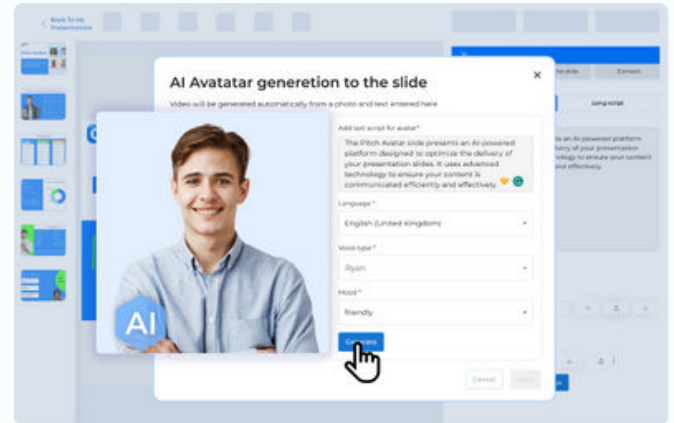 Back To My
Presentations
AI Avatatar generetion to the slide
Video will be generated automatically from a photo and text entered here
Add text script for avatar*
The Pitch Avatar slide presents an AI-powered
platform designed to optimize the delivery of
your presentation slides. It uses advanced
technology to ensure your content is
communicated efficiently and effectively.
Language *
English (United Kingdom)
Voice type *
Ryan
Mood *
friendly
Generate
Cancel
AI
Long script